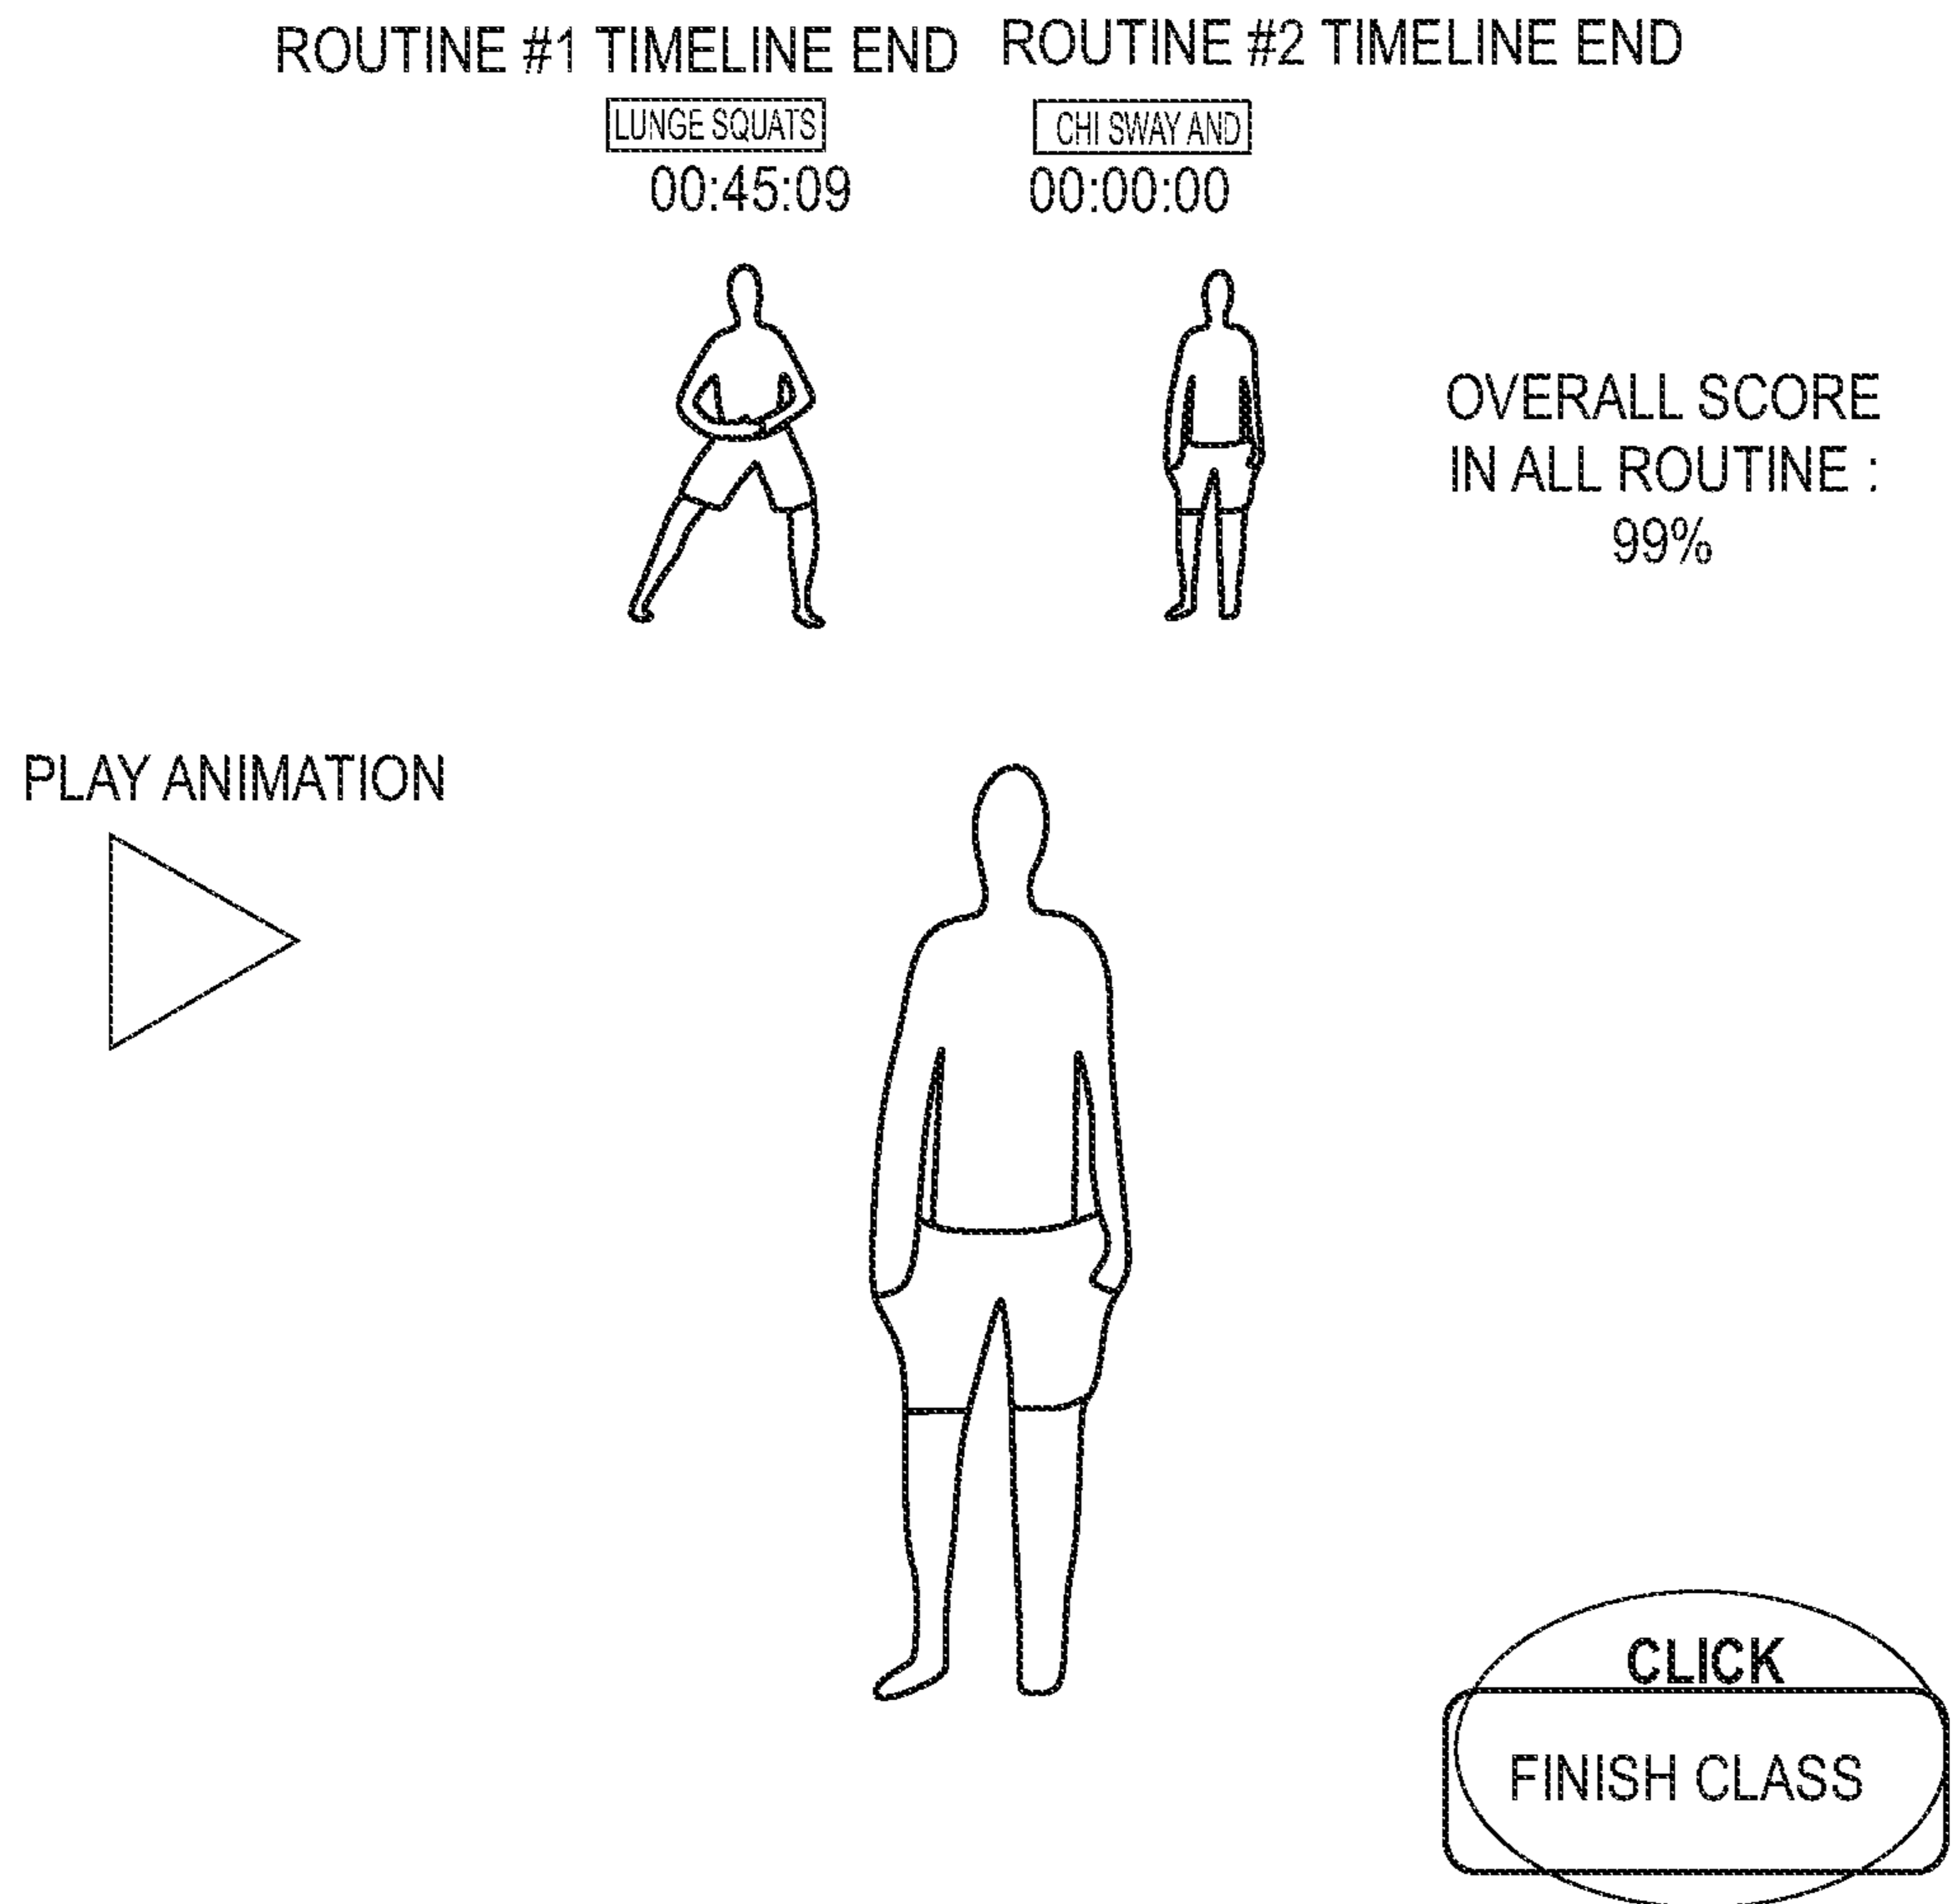 ROUTINE #1 TIMELINE END
LUNGE SQUATS
00:45:09
ROUTINE #2 TIMELINE END
CHI SWAY AND
00:00:00
OVERALL SCORE
IN ALL ROUTINE :
99%
PLAY ANIMATION
CLICK
FINISH CLASS